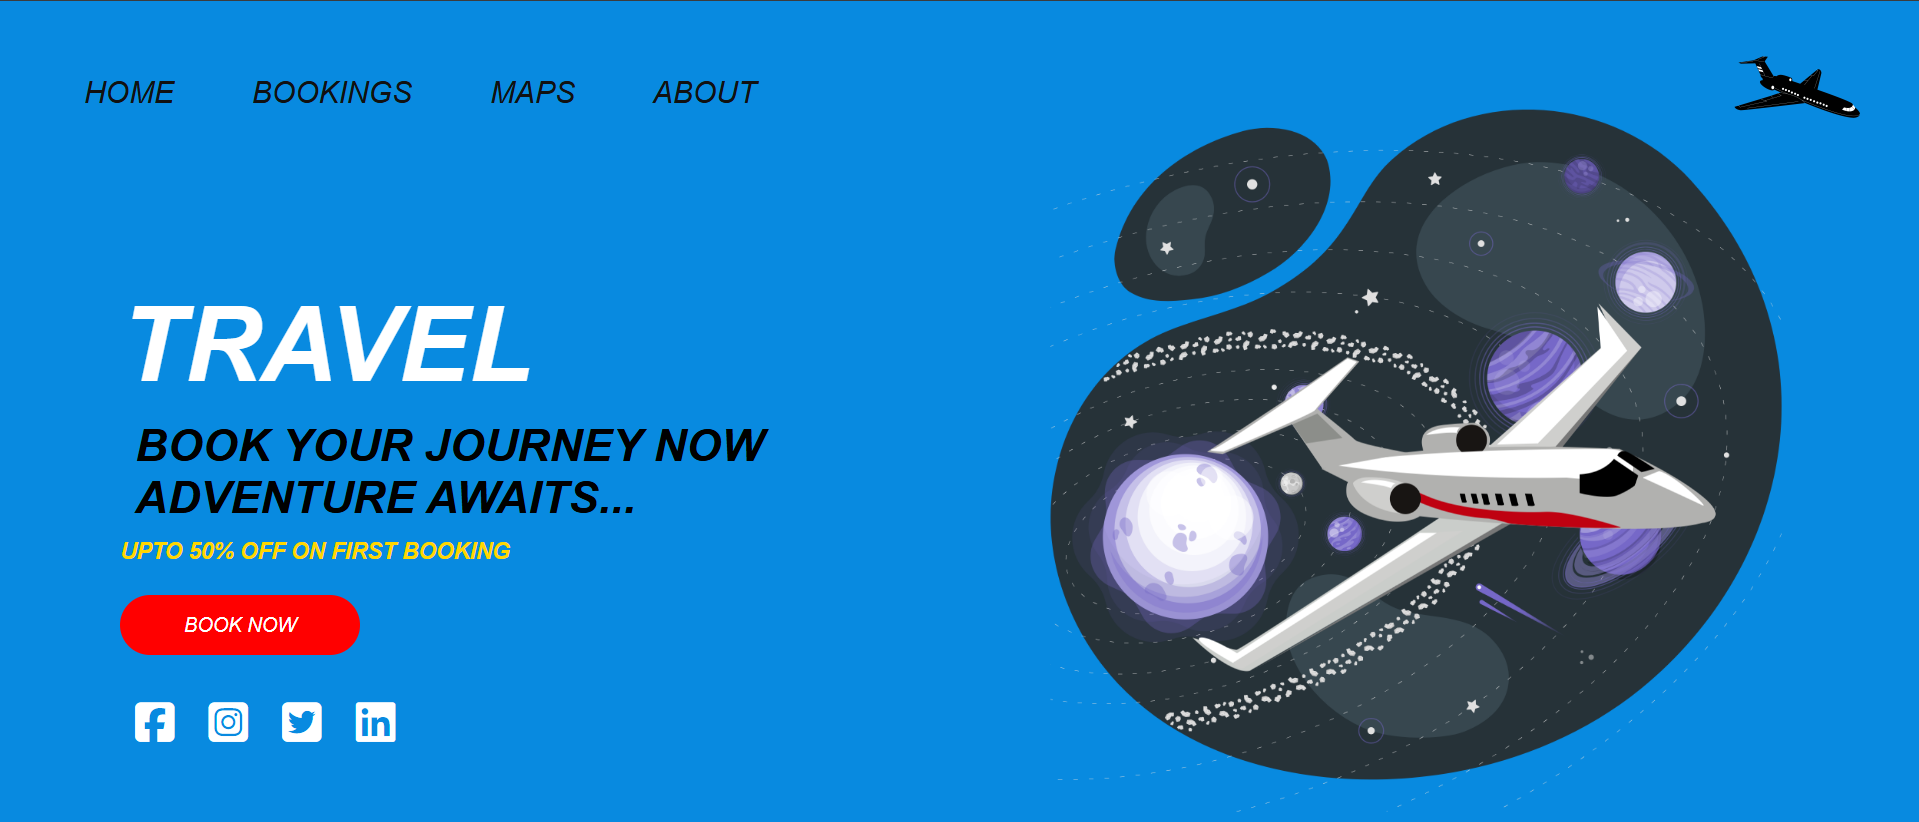 HOME BOOKINGS MAPS ABOUT
TRAVEL
BOOK YOUR JOURNEY NOW
ADVENTURE AWAITS...
UPTO 50% OFF ON FIRST BOOKING
BOOK NOW